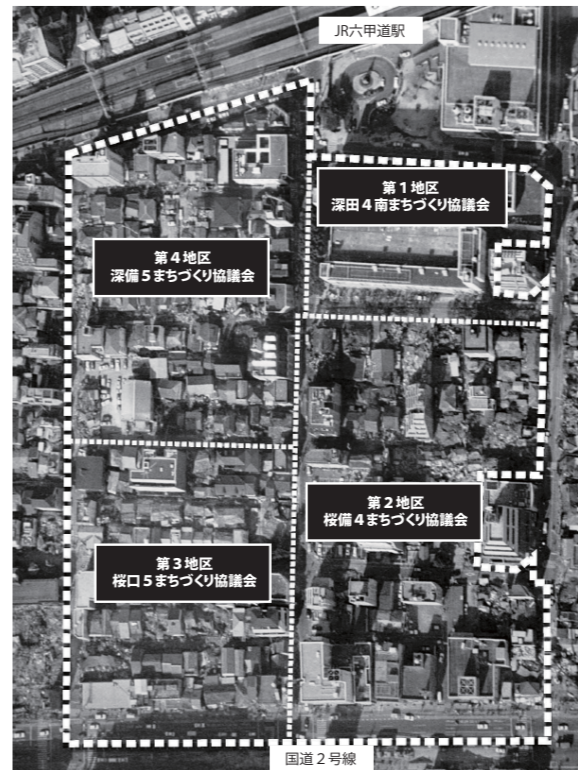 JR六甲道駅
第1地区
深田4南まちづくり協議会
第4地区
深備5まちづくり協議会
第2地区
桜備4まちづくり協議会
第3地区
桜口5まちづくり協議会
国道2号線